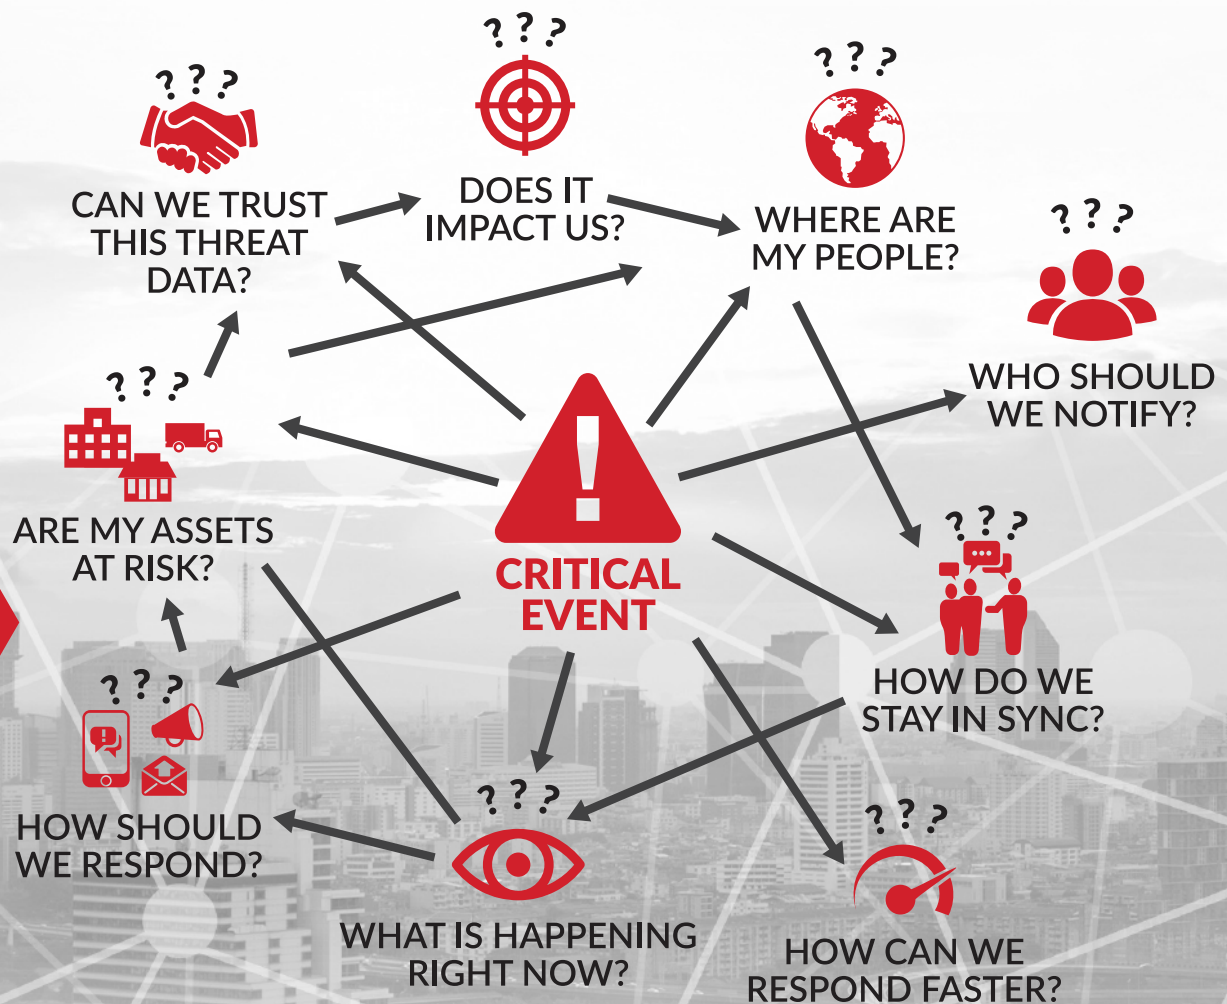 ? ? ?
CAN WE TRUST
THIS THREAT
DATA?
? ? ?
DOES IT
IMPACT US?
? ? ?
WHERE ARE
MY PEOPLE?
? ? ?
WHO SHOULD
WE NOTIFY?
? ? ?
ARE MY ASSETS
AT RISK?
!
CRITICAL
EVENT
? ? ?
HOW DO WE
STAY IN SYNC?
? ? ?
!
HOW SHOULD
WE RESPOND?
? ? ?
WHAT IS HAPPENING
RIGHT NOW?
? ? ?
HOW CAN WE
RESPOND FASTER?